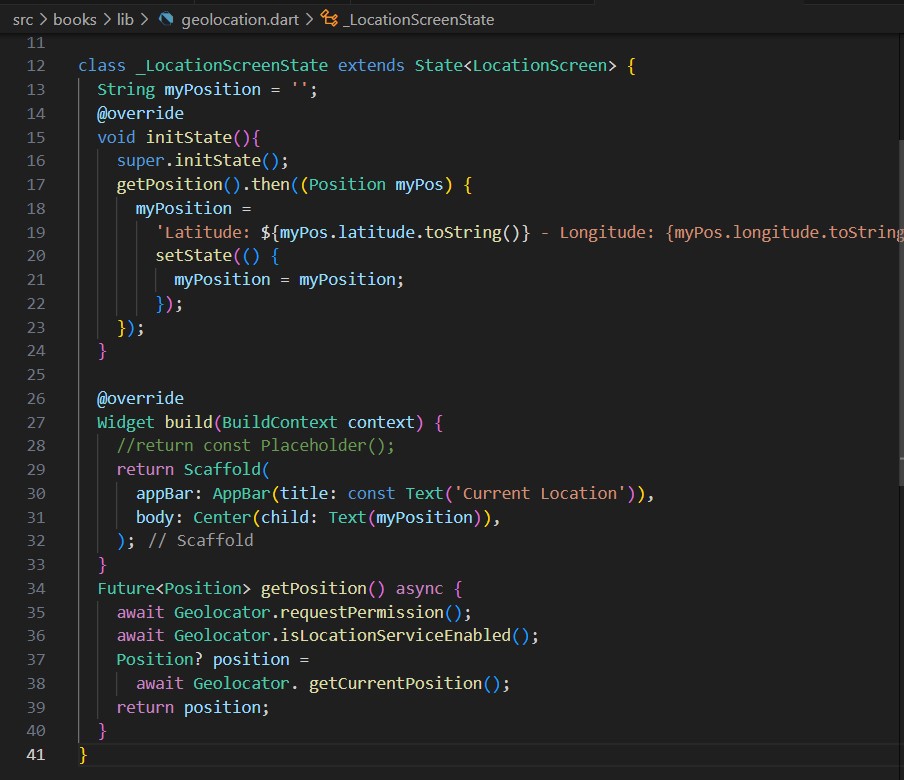 src > books > lib > geolocation.dart > _LocationScreenState
11
12 class _LocationScreenState extends State<LocationScreen> {
13   String myPosition = '';
14   @override
15   void initState(){
16     super.initState();
17     getPosition().then((Position myPos) {
18       myPosition =
19         'Latitude: ${myPos.latitude.toString()} - Longitude: {myPos.longitude.toString
20         setState(() {
21           myPosition = myPosition;
22         });
23     });
24   }
25
26   @override
27   Widget build(BuildContext context) {
28     //return const Placeholder();
29     return Scaffold(
30       appBar: AppBar(title: const Text('Current Location')),
31       body: Center(child: Text(myPosition)),
32     ); // Scaffold
33   }
34   Future<Position> getPosition() async {
35     await Geolocator.requestPermission();
36     await Geolocator.isLocationServiceEnabled();
37     Position? position =
38       await Geolocator. getCurrentPosition();
39     return position;
40   }
41 }